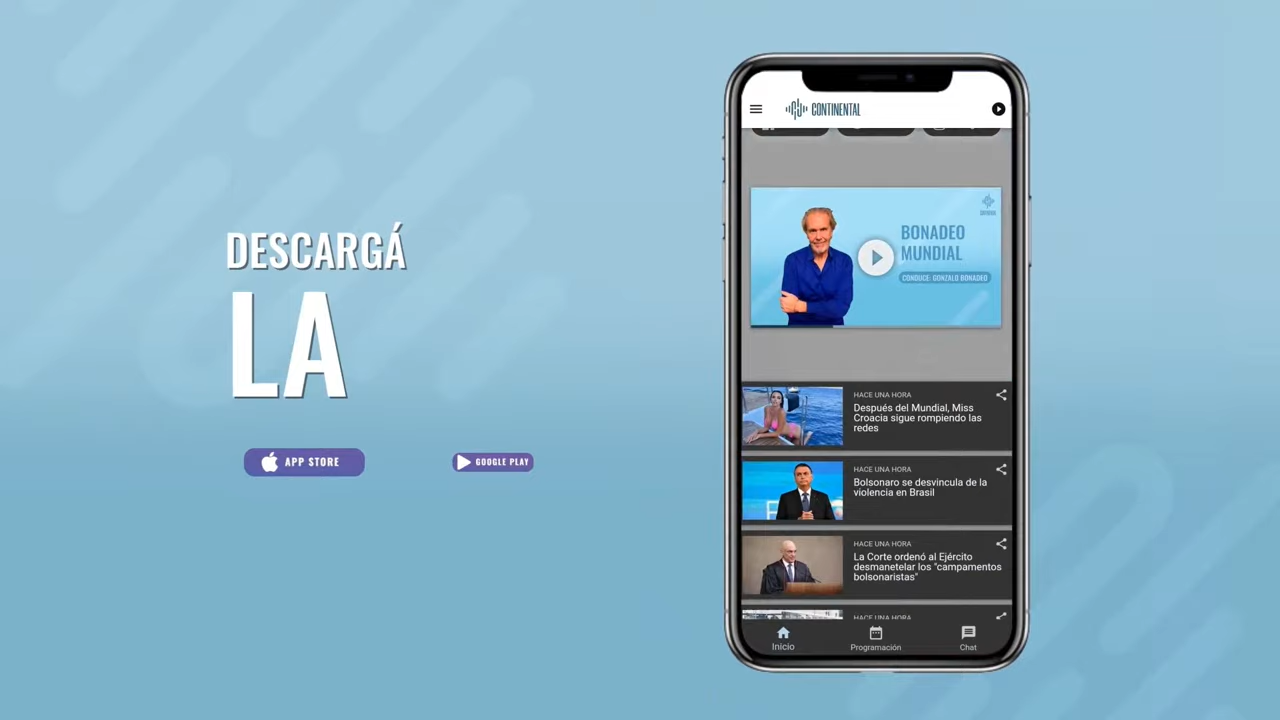 DESCARGÁ
LA
APP STORE
GOOGLE PLAY
CONTINENTAL
BONADEO
MUNDIAL
CONDUCE: GONZALO BONADEO
HACE UNA HORA
Después del Mundial, Miss
Croacia sigue rompiendo las
redes
HACE UNA HORA
Bolsonaro se desvincula de la
violencia en Brasil
HACE UNA HORA
La Corte ordenó al Ejército
desmanetelar los "campamentos
bolsonaristas"
HACE UNA HORA
Inicio
Programación
Chat